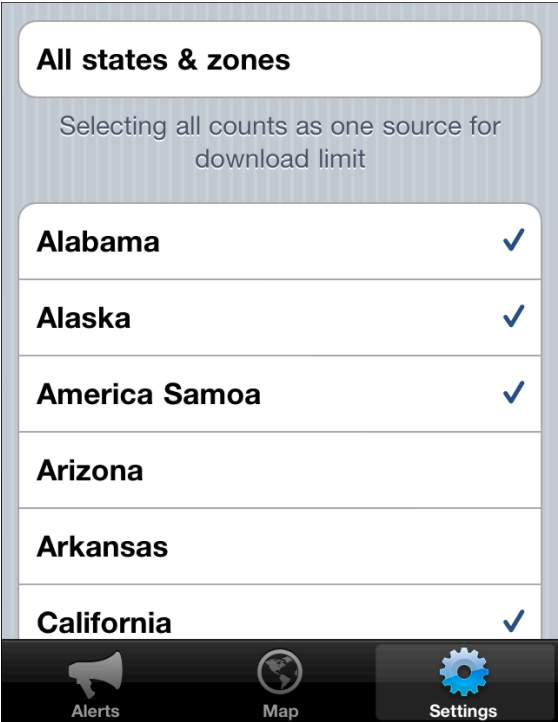 All states & zones
Selecting all counts as one source for
download limit
Alabama
Alaska
America Samoa
Arizona
Arkansas
California
Alerts
Map
Settings